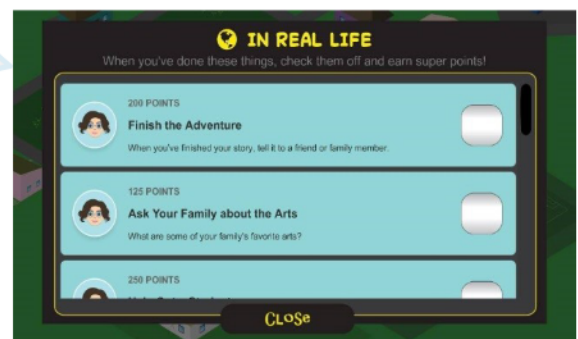 IN REAL LIFE
When you've done these things, check them off and earn super points!
200 POINTS
Finish the Adventure
When you've finished your story, tell it to a friend or family member.
125 POINTS
Ask Your Family about the Arts
What are some of your family's favorite arts?
250 POINTS
CLOSe